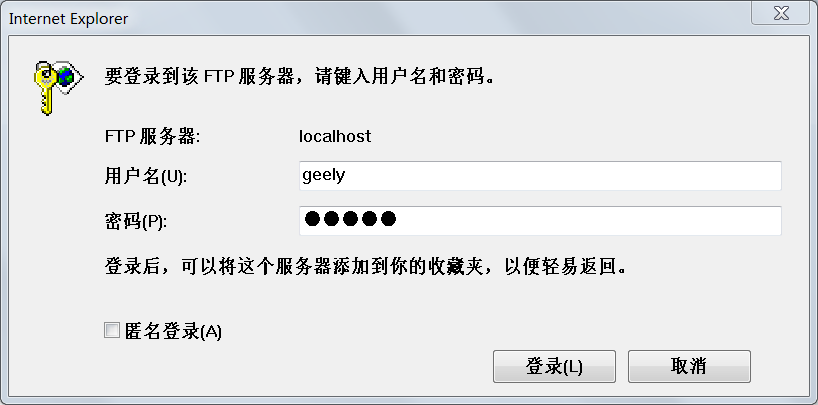 Internet Explorer
要登录到该 FTP 服务器，请键入用户名和密码。
FTP 服务器: localhost
用户名(U): geely
密码(P): ●●●●●
登录后，可以将这个服务器添加到你的收藏夹，以便轻易返回。
匿名登录(A)
登录(L) 取消